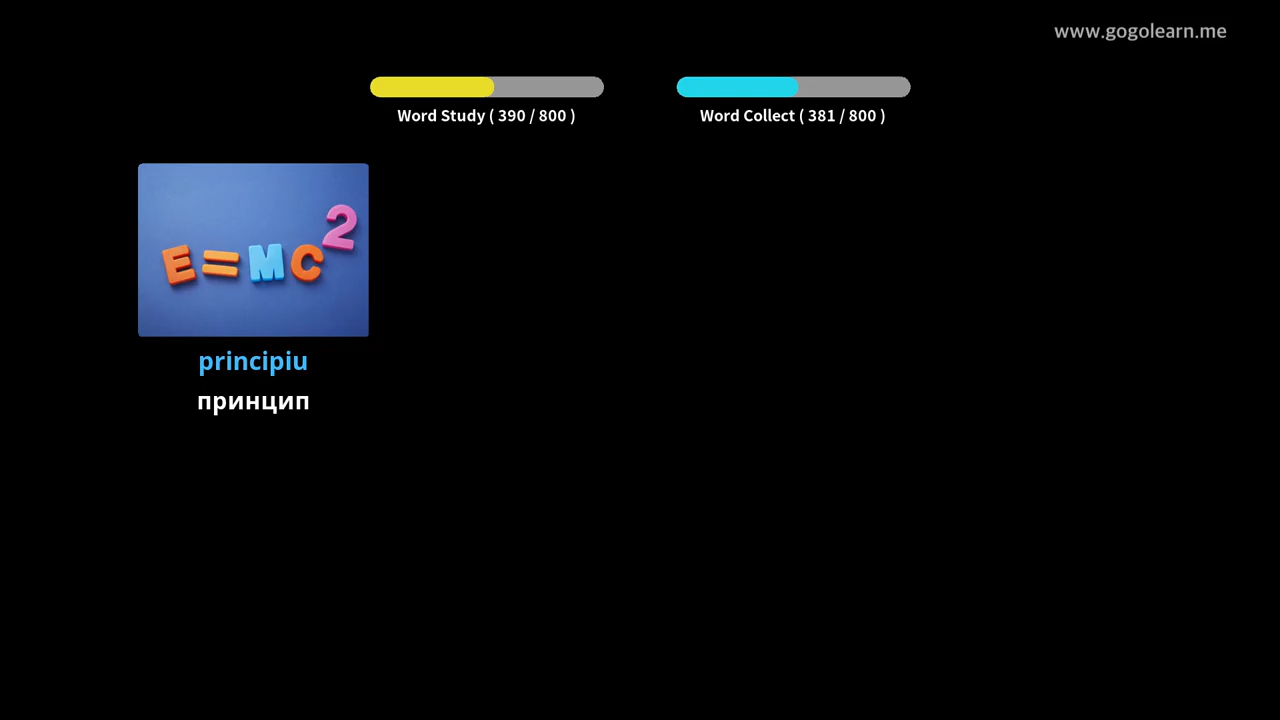 www.gogolearn.me
Word Study ( 390 / 800 )
Word Collect ( 381 / 800 )
E=MC²
principiu
принцип